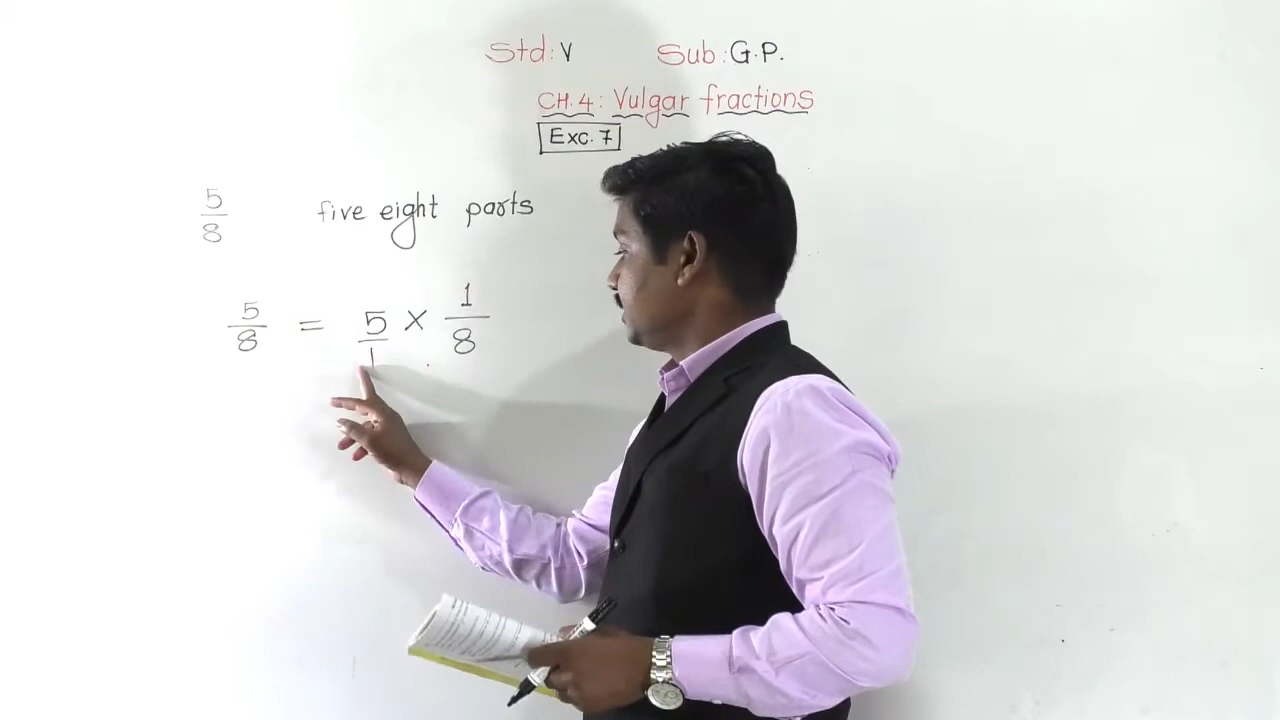 Std: V Sub: G.P.
CH. 4: Vulgar fractions
Exc. 7
5/8 five eight parts
5/8 = 5/1 × 1/8